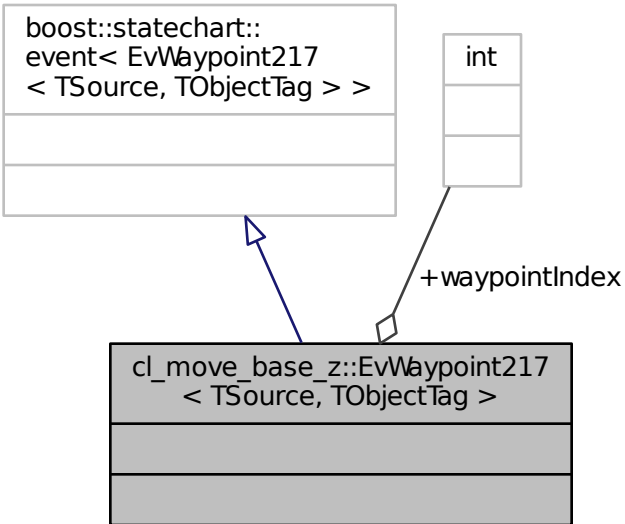 boost::statechart::
event< EvWaypoint217
< TSource, TObjectTag > >
int
+waypointIndex
cl_move_base_z::EvWaypoint217
< TSource, TObjectTag >